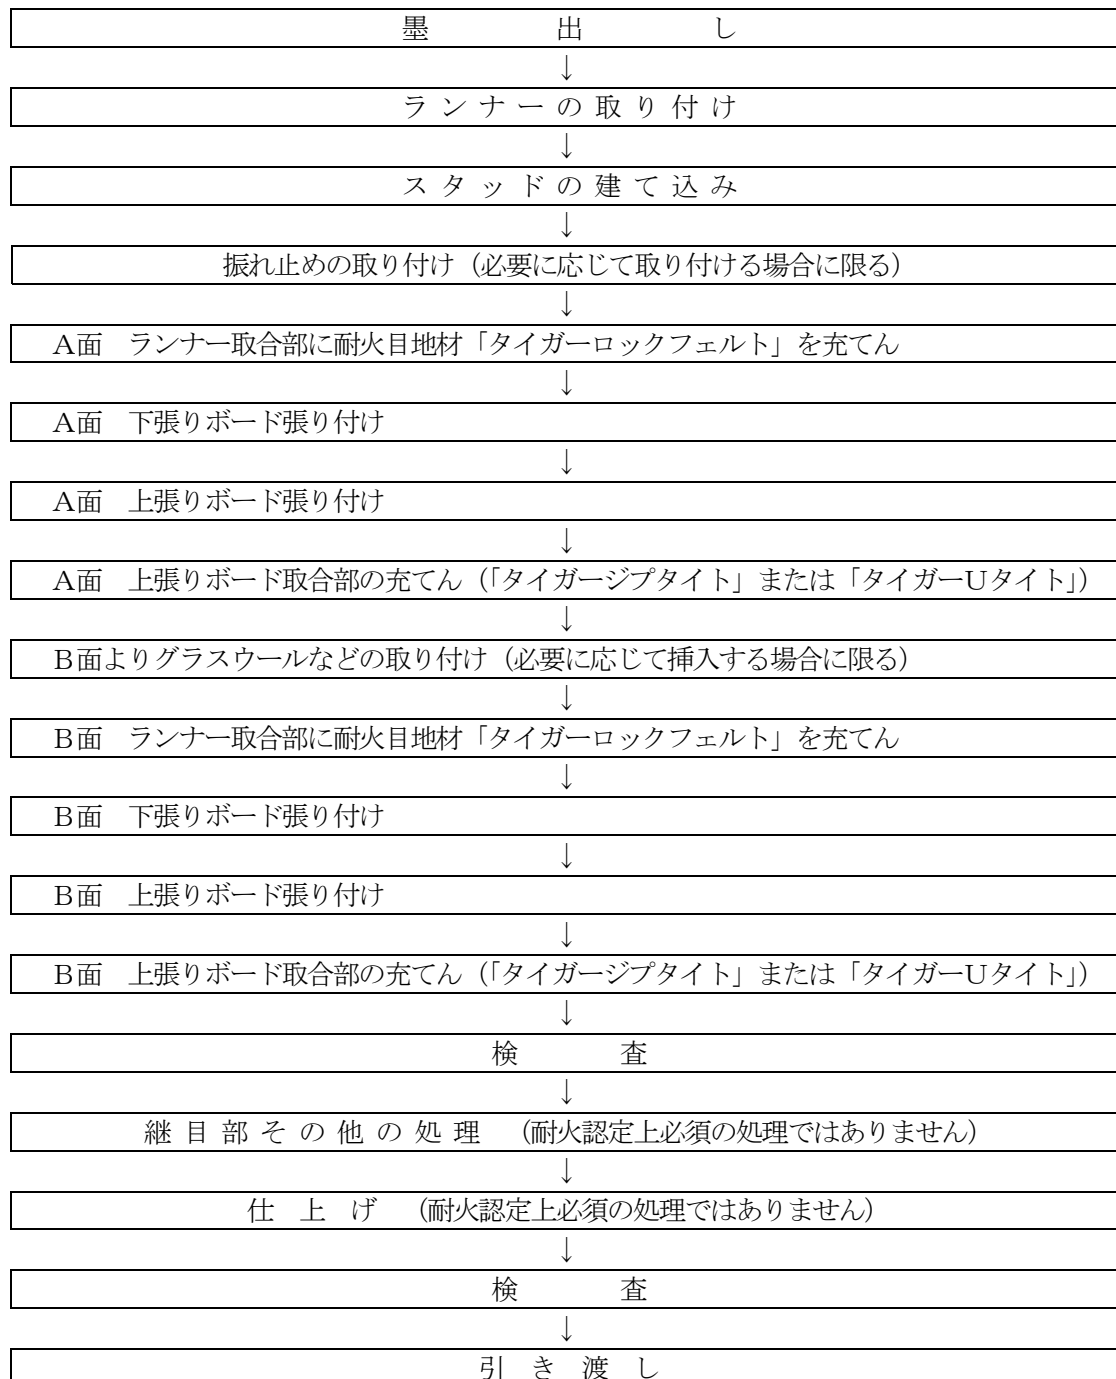 墨出し
↓
ランナーの取り付け
↓
スタッドの建て込み
↓
振れ止めの取り付け（必要に応じて取り付ける場合に限る）
↓
A面　ランナー取合部に耐火目地材「タイガーロックフェルト」を充てん
↓
A面　下張りボード張り付け
↓
A面　上張りボード張り付け
↓
A面　上張りボード取合部の充てん（「タイガージプタイト」または「タイガーUタイト」）
↓
B面よりグラスウールなどの取り付け（必要に応じて挿入する場合に限る）
↓
B面　ランナー取合部に耐火目地材「タイガーロックフェルト」を充てん
↓
B面　下張りボード張り付け
↓
B面　上張りボード張り付け
↓
B面　上張りボード取合部の充てん（「タイガージプタイト」または「タイガーUタイト」）
↓
検査
↓
継目部その他の処理　（耐火認定上必須の処理ではありません）
↓
仕上げ　（耐火認定上必須の処理ではありません）
↓
検査
↓
引き渡し